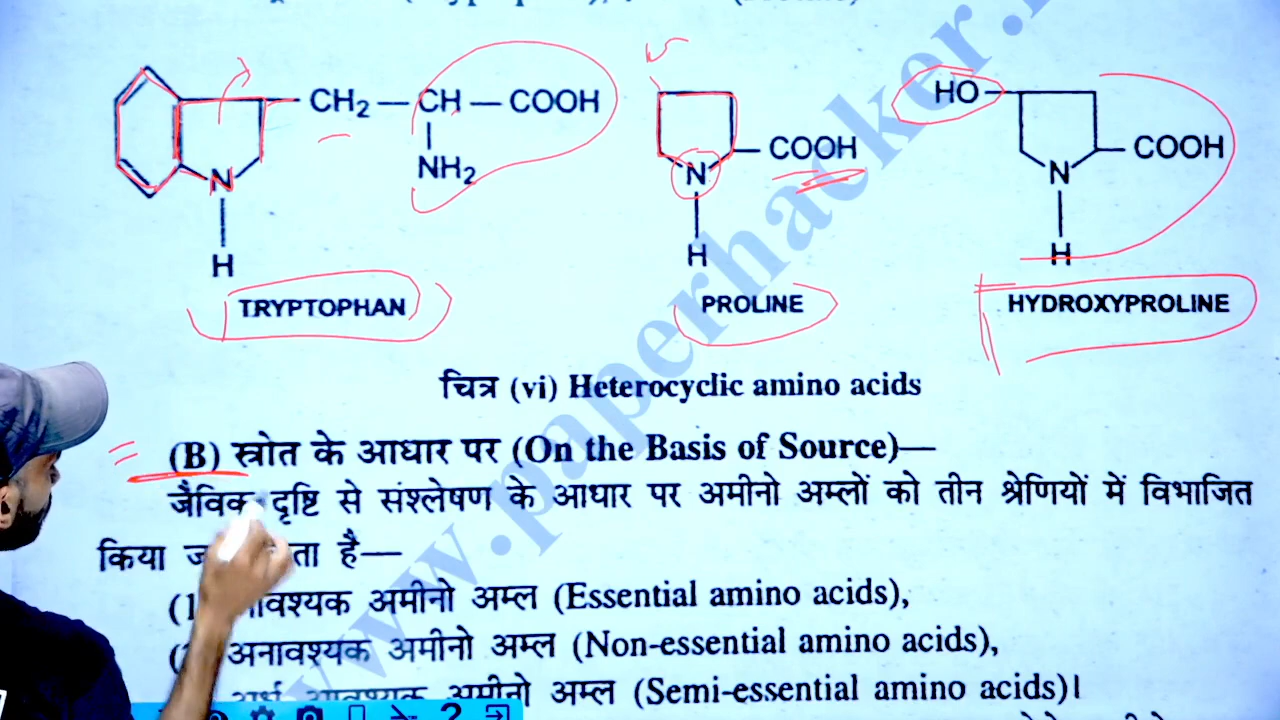 CH₂ — CH — COOH
NH₂
N
H
TRYPTOPHAN
COOH
N
H
PROLINE
HO
COOH
N
H
HYDROXYPROLINE
चित्र (vi) Heterocyclic amino acids
(B) स्त्रोत के आधार पर (On the Basis of Source)—
जैविक दृष्टि से संश्लेषण के आधार पर अमीनो अम्लों को तीन श्रेणियों में विभाजित
किया है—
अमीनो अम्ल (Essential amino acids),
अनावश्यक अमीनो अम्ल (Non-essential amino acids),
अमीनो अम्ल (Semi-essential amino acids)।
www.paperhacker.